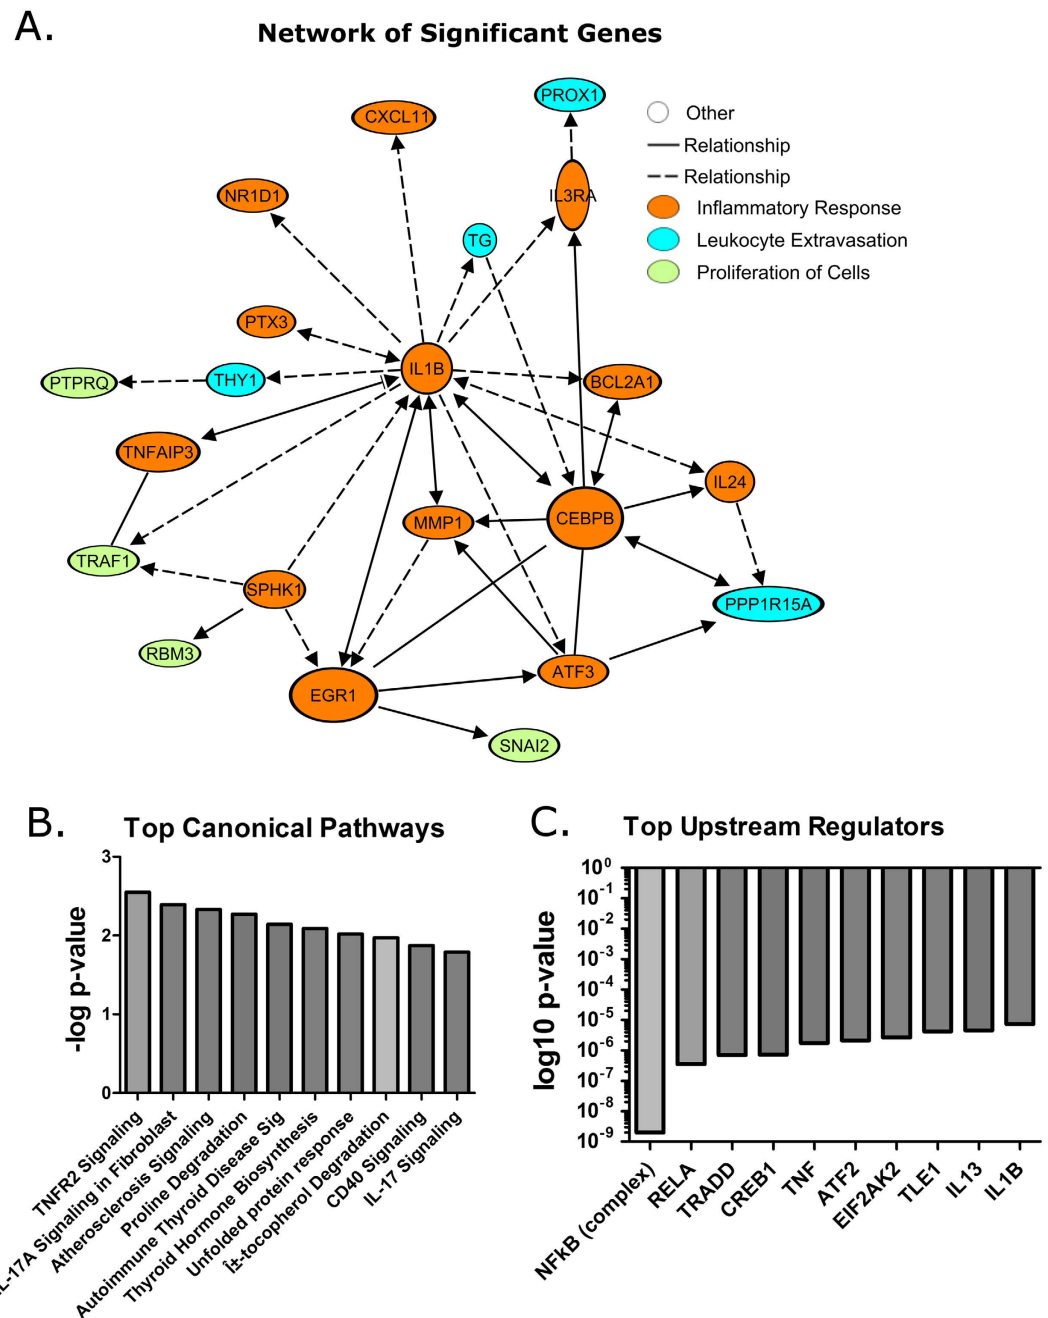 A.
Network of Significant Genes
PROX1
CXCL11
Other
Relationship
Relationship
NR1D1
IL3RA
Inflammatory Response
TG
Leukocyte Extravasation
Proliferation of Cells
PTX3
IL1B
PTPRQ
THY1
BCL2A1
TNFAIP3
IL24
MMP1
CEBPB
TRAF1
SPHK1
PPP1R15A
RBM3
ATF3
EGR1
SNAI2
B.
Top Canonical Pathways
3
2
1
0
-log p-value
TNFR2 Signaling
IL-17A Signaling in Fibroblast
Atherosclerosis Signaling
Proline Degradation
Autoimmune Thyroid Disease Sig
Thyroid Hormone Biosynthesis
Unfolded protein response
α-tocopherol Degradation
CD40 Signaling
IL-17 Signaling
C.
Top Upstream Regulators
10⁰
10⁻¹
10⁻²
10⁻³
10⁻⁴
10⁻⁵
10⁻⁶
10⁻⁷
10⁻⁸
10⁻⁹
log10 p-value
NFkB (complex)
RELA
TRADD
CREB1
TNF
ATF2
EIF2AK2
TLE1
IL13
IL1B